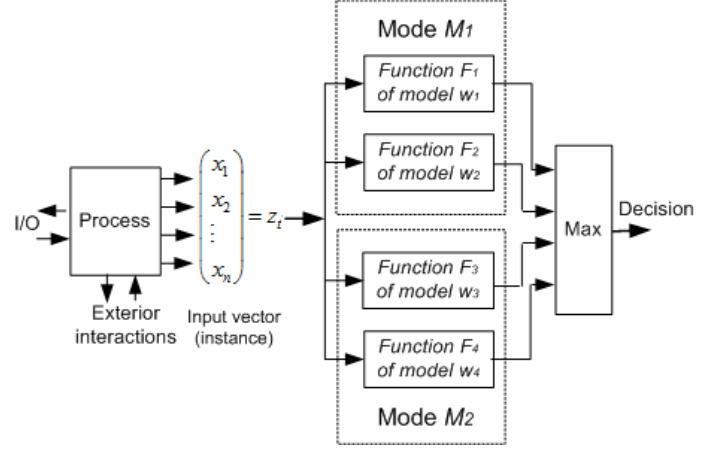 Mode M1
Function F1
of model w1
Function F2
of model w2
I/O
Process
x1
x2
⋮
xn
= zt
Exterior
interactions
Input vector
(instance)
Function F3
of model w3
Function F4
of model w4
Mode M2
Max
Decision